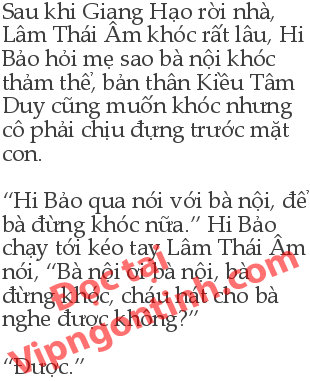 Sau khi Giang Hạo rời nhà,
Lâm Thái Âm khóc rất lâu, Hi
Bảo hỏi mẹ sao bà nội khóc
thảm thể, bản thân Kiều Tâm
Duy cũng muốn khóc nhưng
cô phải chịu đựng trước mặt
con.
“Hi Bảo qua nói với bà nội, để
bà đừng khóc nữa.” Hi Bảo
chạy tới kéo tay Lâm Thái Âm
nói, “Bà nội ơi bà nội, bà
đừng khóc, cháu hát cho bà
nghe được không?”
“Được.”
Đọc tại
Vipngontinh.com